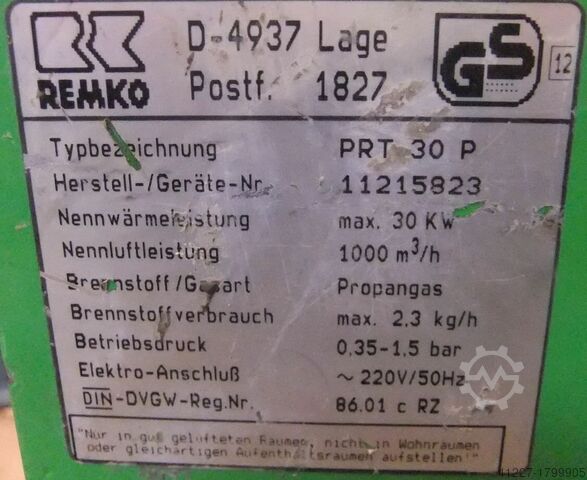 REMKO
D-4937 Lage
Postf. 1827
GS
12
Typbezeichnung PRT 30 P
Herstell-/Geräte-Nr. 11215823
Nennwärmeleistung max. 30 KW
Nennluftleistung 1000 m³/h
Brennstoff/Gasart Propangas
Brennstoffverbrauch max. 2,3 kg/h
Betriebsdruck 0,35-1,5 bar
Elektro-Anschluß ~ 220V/50Hz
DIN-DVGW-Reg.Nr. 86.01 c RZ
"Nur in gut gelüfteten Räumen, nicht in Wohnräumen
oder gleichartigen Aufenthaltsräumen aufstellen!"
41227-1799905